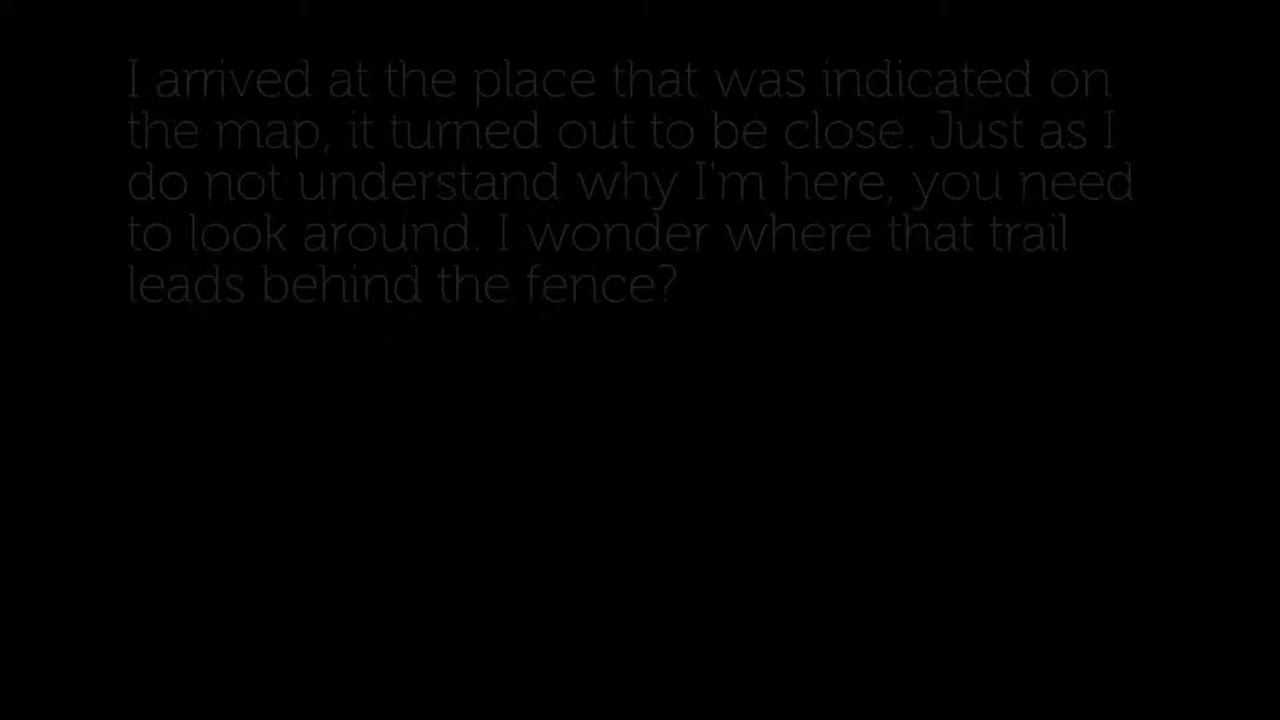 I arrived at the place that was indicated on
the map, it turned out to be close. Just as I
do not understand why I'm here, you need
to look around. I wonder where that trail
leads behind the fence?